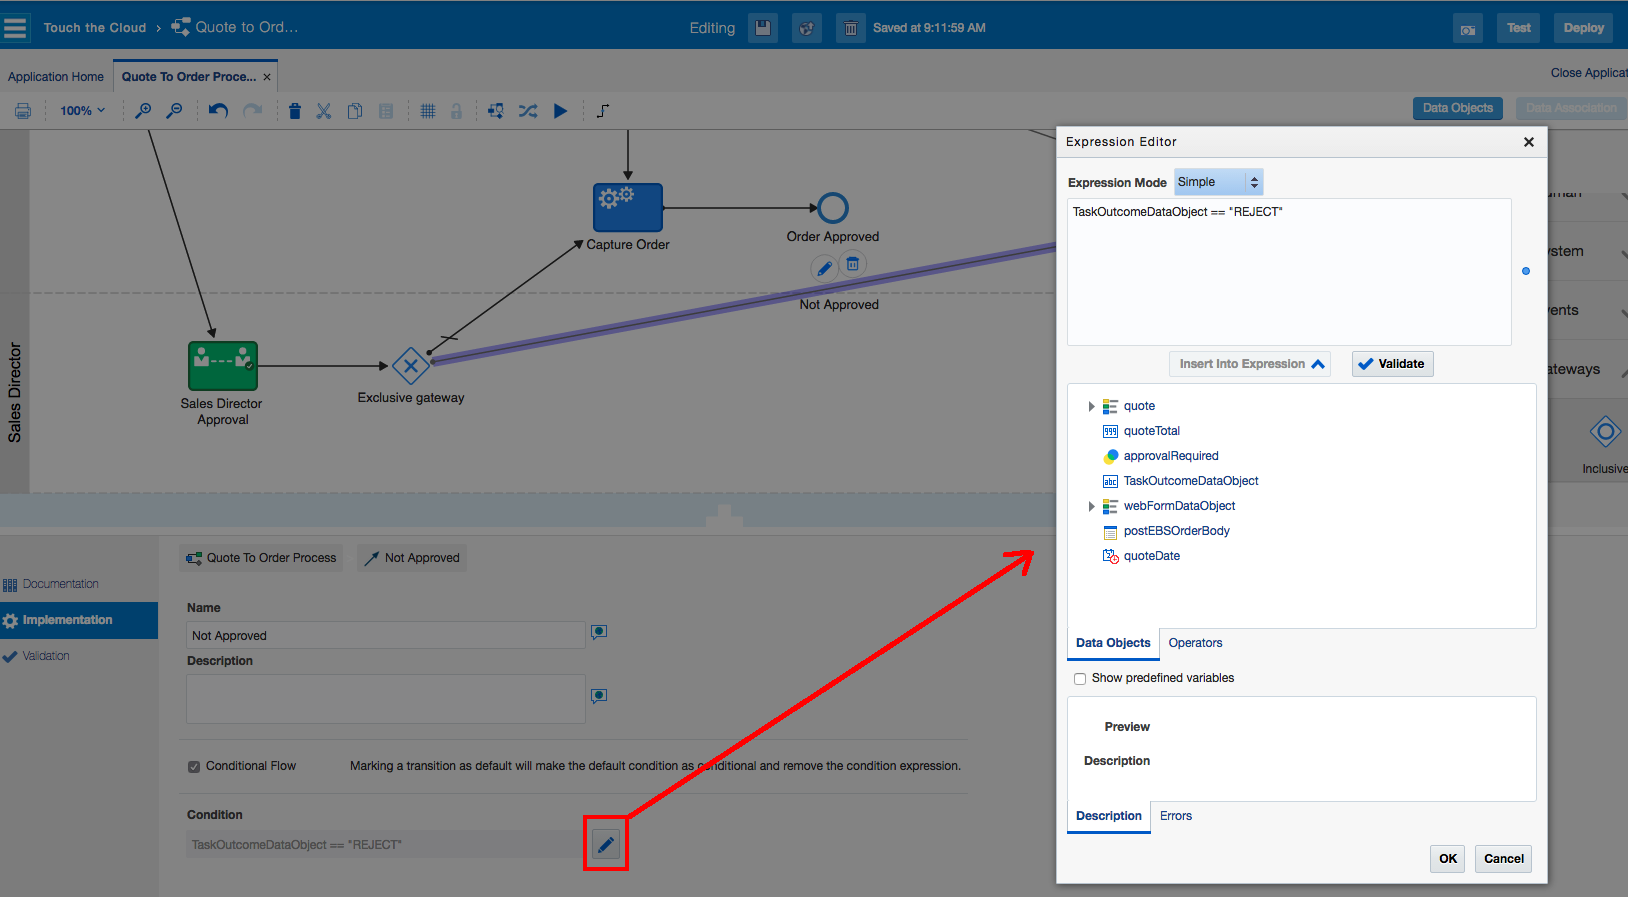 Touch the Cloud › Quote to Ord...
Editing
Saved at 9:11:59 AM
Test
Deploy
Application Home
Quote To Order Proce... ×
Close Applicat
100%
Data Objects
Data Association
Sales Director
Capture Order
Order Approved
Not Approved
Sales Director
Approval
Exclusive gateway
Expression Editor
Expression Mode Simple
TaskOutcomeDataObject == "REJECT"
Insert Into Expression
Validate
quote
999 quoteTotal
approvalRequired
abc TaskOutcomeDataObject
webFormDataObject
postEBSOrderBody
quoteDate
Data Objects Operators
Show predefined variables
Preview
Description
Description Errors
OK Cancel
ystem
vents
ateways
Inclusive
Documentation
Implementation
Validation
Quote To Order Process
Not Approved
Name
Not Approved
Description
Conditional Flow
Marking a transition as default will make the default condition as conditional and remove the condition expression.
Condition
TaskOutcomeDataObject == "REJECT"